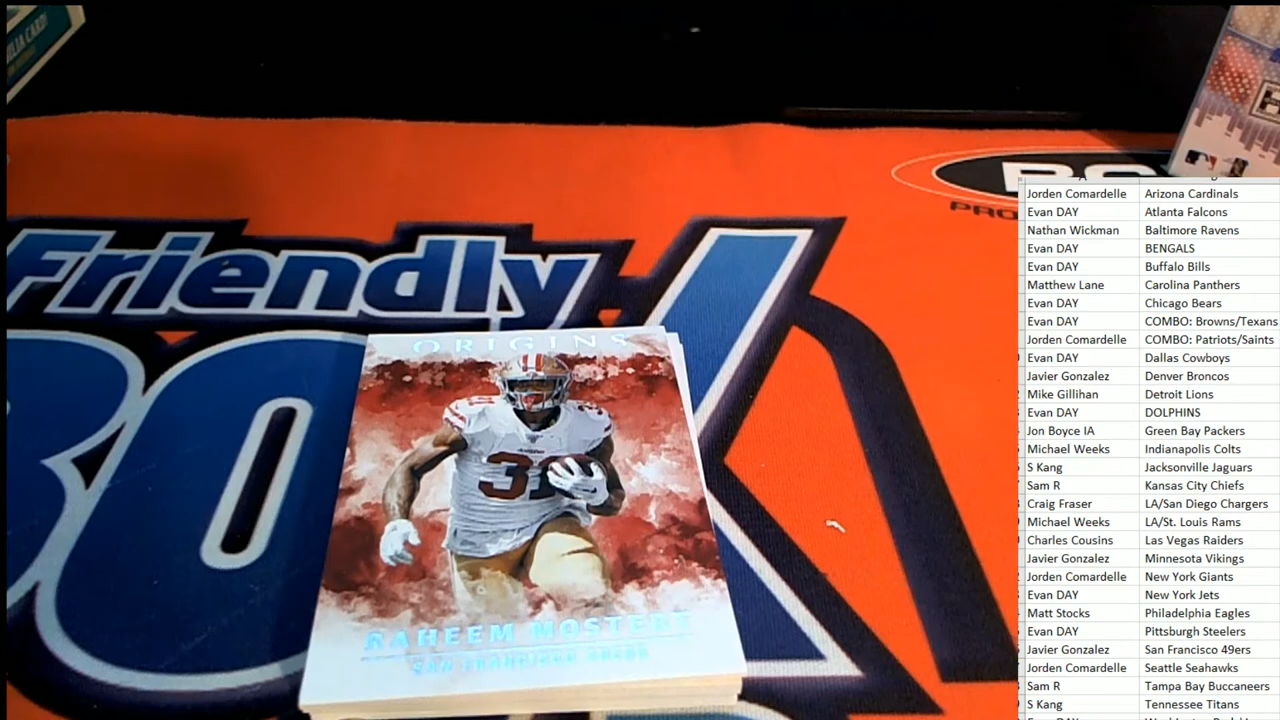 Friendly
BOX
ORIGINS
31
RAHEEM MOSTERT
SAN FRANCISCO 49ERS
Jorden Comardelle Arizona Cardinals
Evan DAY Atlanta Falcons
Nathan Wickman Baltimore Ravens
Evan DAY BENGALS
Evan DAY Buffalo Bills
Matthew Lane Carolina Panthers
Evan DAY Chicago Bears
Evan DAY COMBO: Browns/Texans
Jorden Comardelle COMBO: Patriots/Saints
Evan DAY Dallas Cowboys
Javier Gonzalez Denver Broncos
Mike Gillihan Detroit Lions
Evan DAY DOLPHINS
Jon Boyce IA Green Bay Packers
Michael Weeks Indianapolis Colts
S Kang Jacksonville Jaguars
Sam R Kansas City Chiefs
Craig Fraser LA/San Diego Chargers
Michael Weeks LA/St. Louis Rams
Charles Cousins Las Vegas Raiders
Javier Gonzalez Minnesota Vikings
Jorden Comardelle New York Giants
Evan DAY New York Jets
Matt Stocks Philadelphia Eagles
Evan DAY Pittsburgh Steelers
Javier Gonzalez San Francisco 49ers
Jorden Comardelle Seattle Seahawks
Sam R Tampa Bay Buccaneers
S Kang Tennessee Titans
Evan DAY